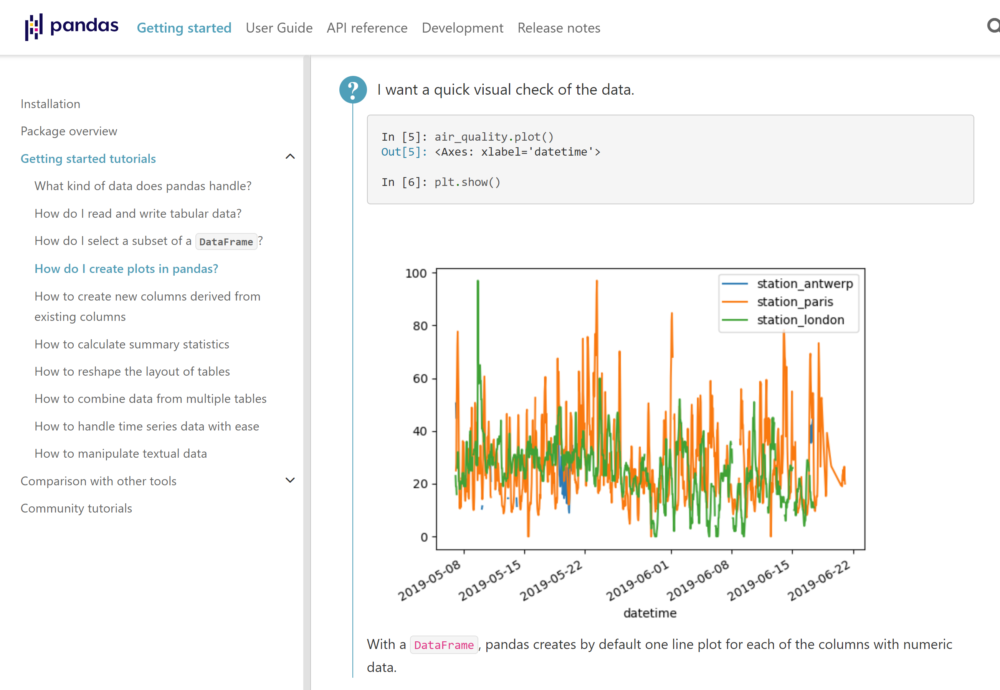 pandas
Getting started
User Guide
API reference
Development
Release notes
Installation
Package overview
Getting started tutorials
What kind of data does pandas handle?
How do I read and write tabular data?
How do I select a subset of a DataFrame?
How do I create plots in pandas?
How to create new columns derived from
existing columns
How to calculate summary statistics
How to reshape the layout of tables
How to combine data from multiple tables
How to handle time series data with ease
How to manipulate textual data
Comparison with other tools
Community tutorials
? I want a quick visual check of the data.
In [5]: air_quality.plot()
Out[5]: <Axes: xlabel='datetime'>
In [6]: plt.show()
100
80
60
40
20
0
station_antwerp
station_paris
station_london
2019-05-08
2019-05-15
2019-05-22
2019-06-01
2019-06-08
2019-06-15
2019-06-22
datetime
With a DataFrame, pandas creates by default one line plot for each of the columns with numeric
data.